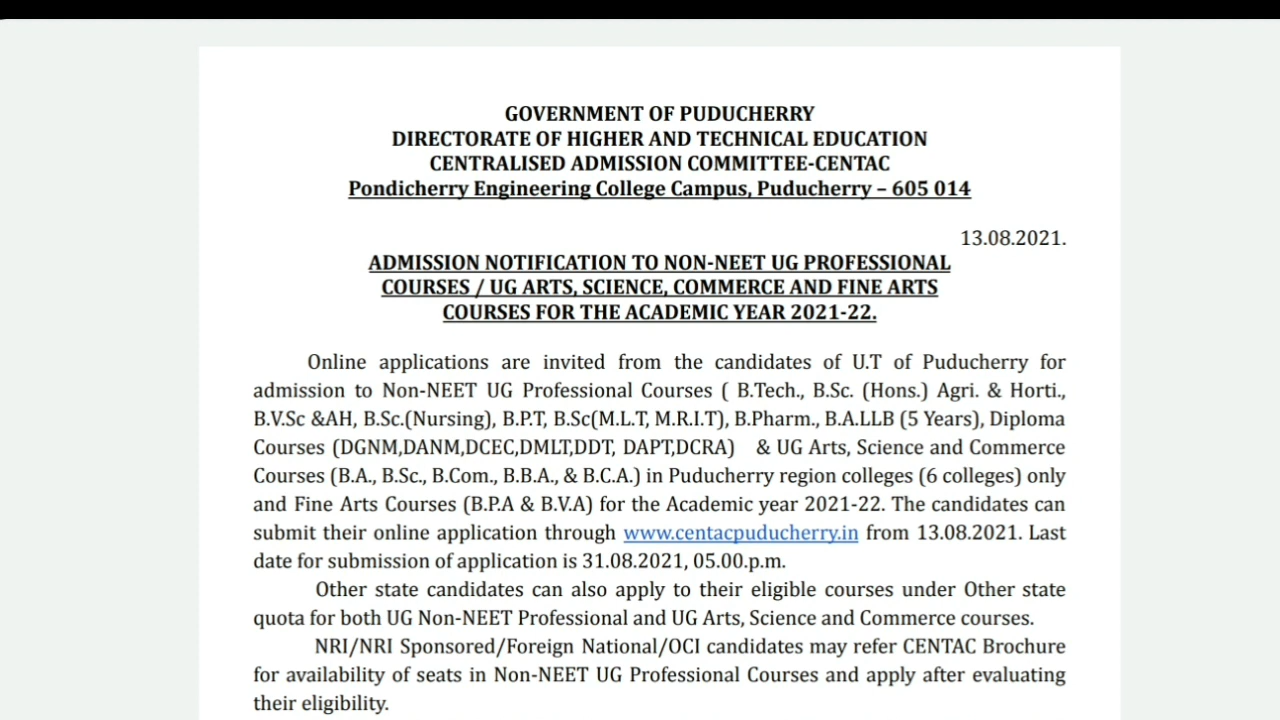 GOVERNMENT OF PUDUCHERRY
DIRECTORATE OF HIGHER AND TECHNICAL EDUCATION
CENTRALISED ADMISSION COMMITTEE-CENTAC
Pondicherry Engineering College Campus, Puducherry – 605 014
13.08.2021.
ADMISSION NOTIFICATION TO NON-NEET UG PROFESSIONAL
COURSES / UG ARTS, SCIENCE, COMMERCE AND FINE ARTS
COURSES FOR THE ACADEMIC YEAR 2021-22.
Online applications are invited from the candidates of U.T of Puducherry for
admission to Non-NEET UG Professional Courses ( B.Tech., B.Sc. (Hons.) Agri. & Horti.,
B.V.Sc &AH, B.Sc.(Nursing), B.P.T, B.Sc(M.L.T, M.R.I.T), B.Pharm., B.A.LLB (5 Years), Diploma
Courses (DGNM,DANM,DCEC,DMLT,DDT, DAPT,DCRA) & UG Arts, Science and Commerce
Courses (B.A., B.Sc., B.Com., B.B.A., & B.C.A.) in Puducherry region colleges (6 colleges) only
and Fine Arts Courses (B.P.A & B.V.A) for the Academic year 2021-22. The candidates can
submit their online application through www.centacpuducherry.in from 13.08.2021. Last
date for submission of application is 31.08.2021, 05.00.p.m.
Other state candidates can also apply to their eligible courses under Other state
quota for both UG Non-NEET Professional and UG Arts, Science and Commerce courses.
NRI/NRI Sponsored/Foreign National/OCI candidates may refer CENTAC Brochure
for availability of seats in Non-NEET UG Professional Courses and apply after evaluating
their eligibility.